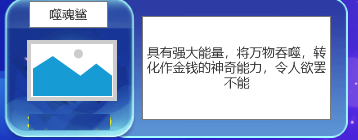 噬魂鲨
具有强大能量，将万物吞噬，转
化作金钱的神奇能力，令人欲罢
不能